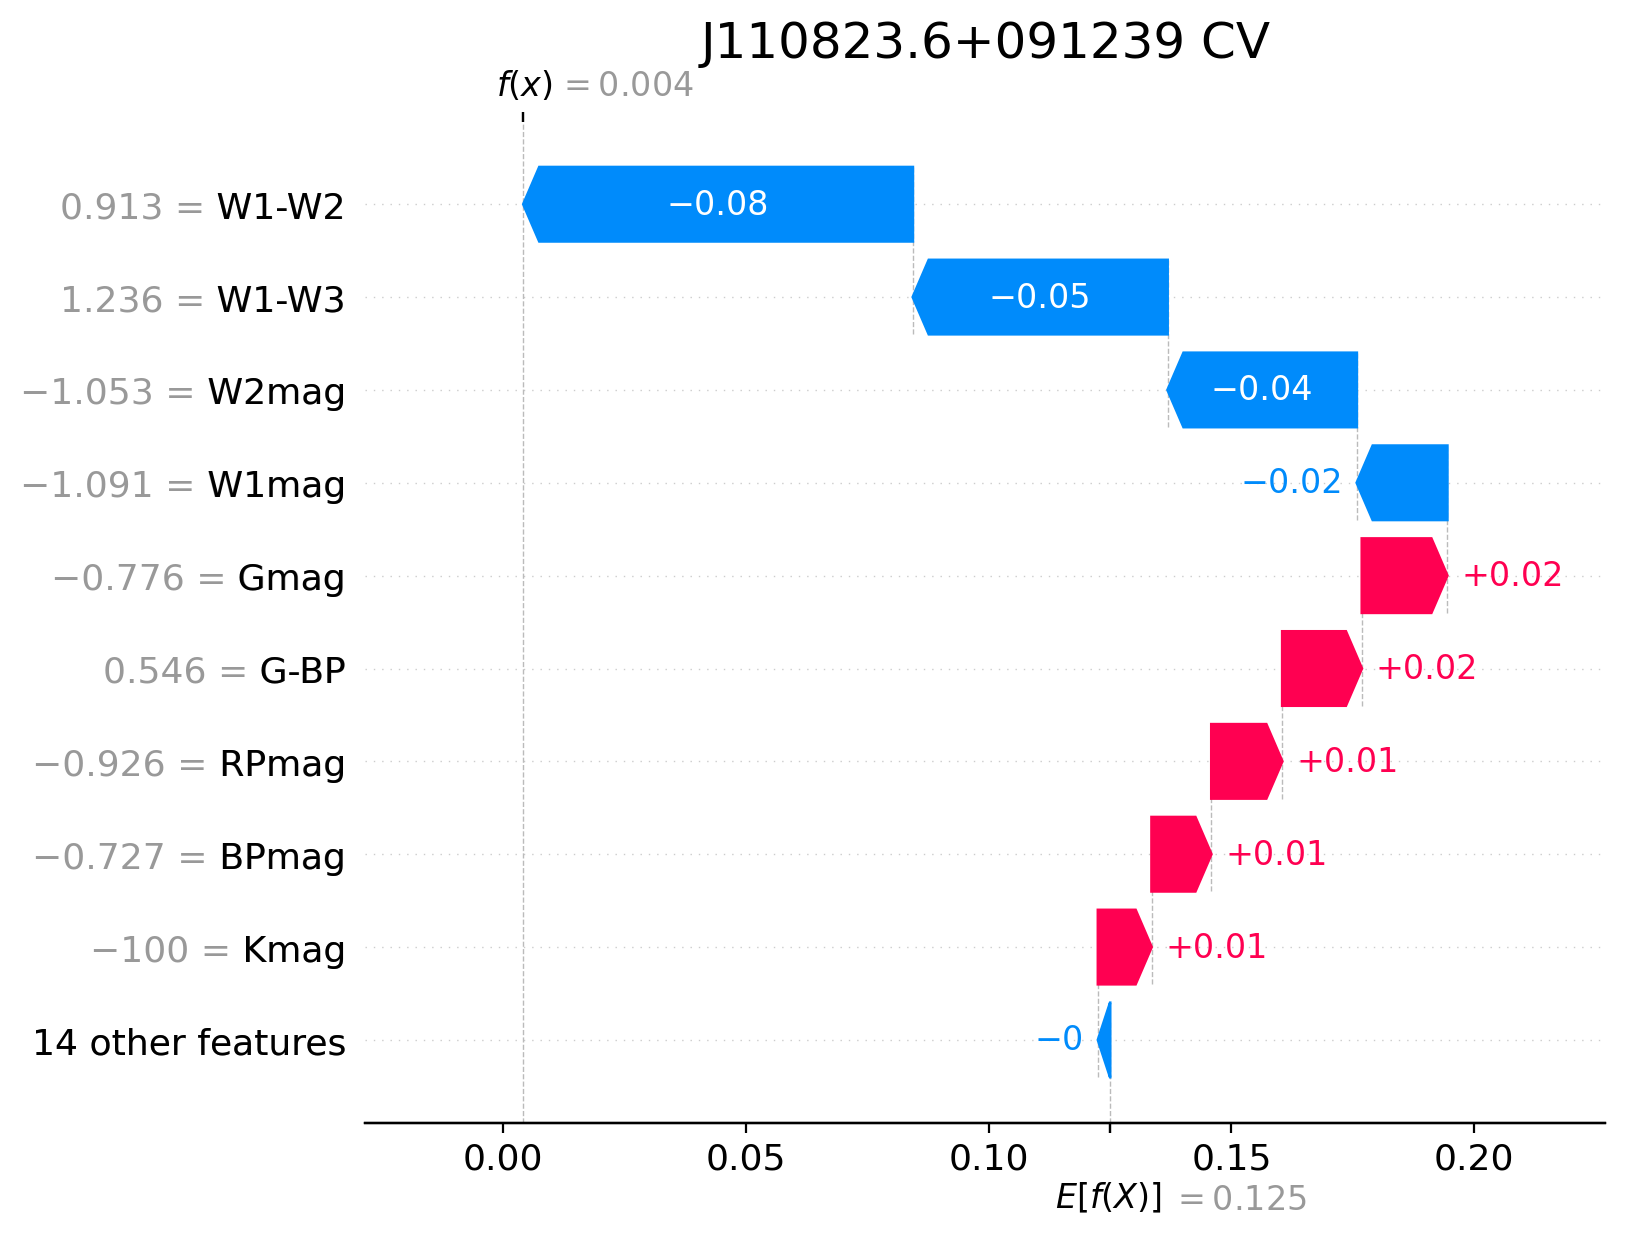 J110823.6+091239 CV
f(x) = 0.004
0.913 = W1-W2
−0.08
1.236 = W1-W3
−0.05
−1.053 = W2mag
−0.04
−1.091 = W1mag
−0.02
−0.776 = Gmag
+0.02
0.546 = G-BP
+0.02
−0.926 = RPmag
+0.01
−0.727 = BPmag
+0.01
−100 = Kmag
+0.01
14 other features
−0
0.00 0.05 0.10 0.15 0.20
E[f(X)] = 0.125